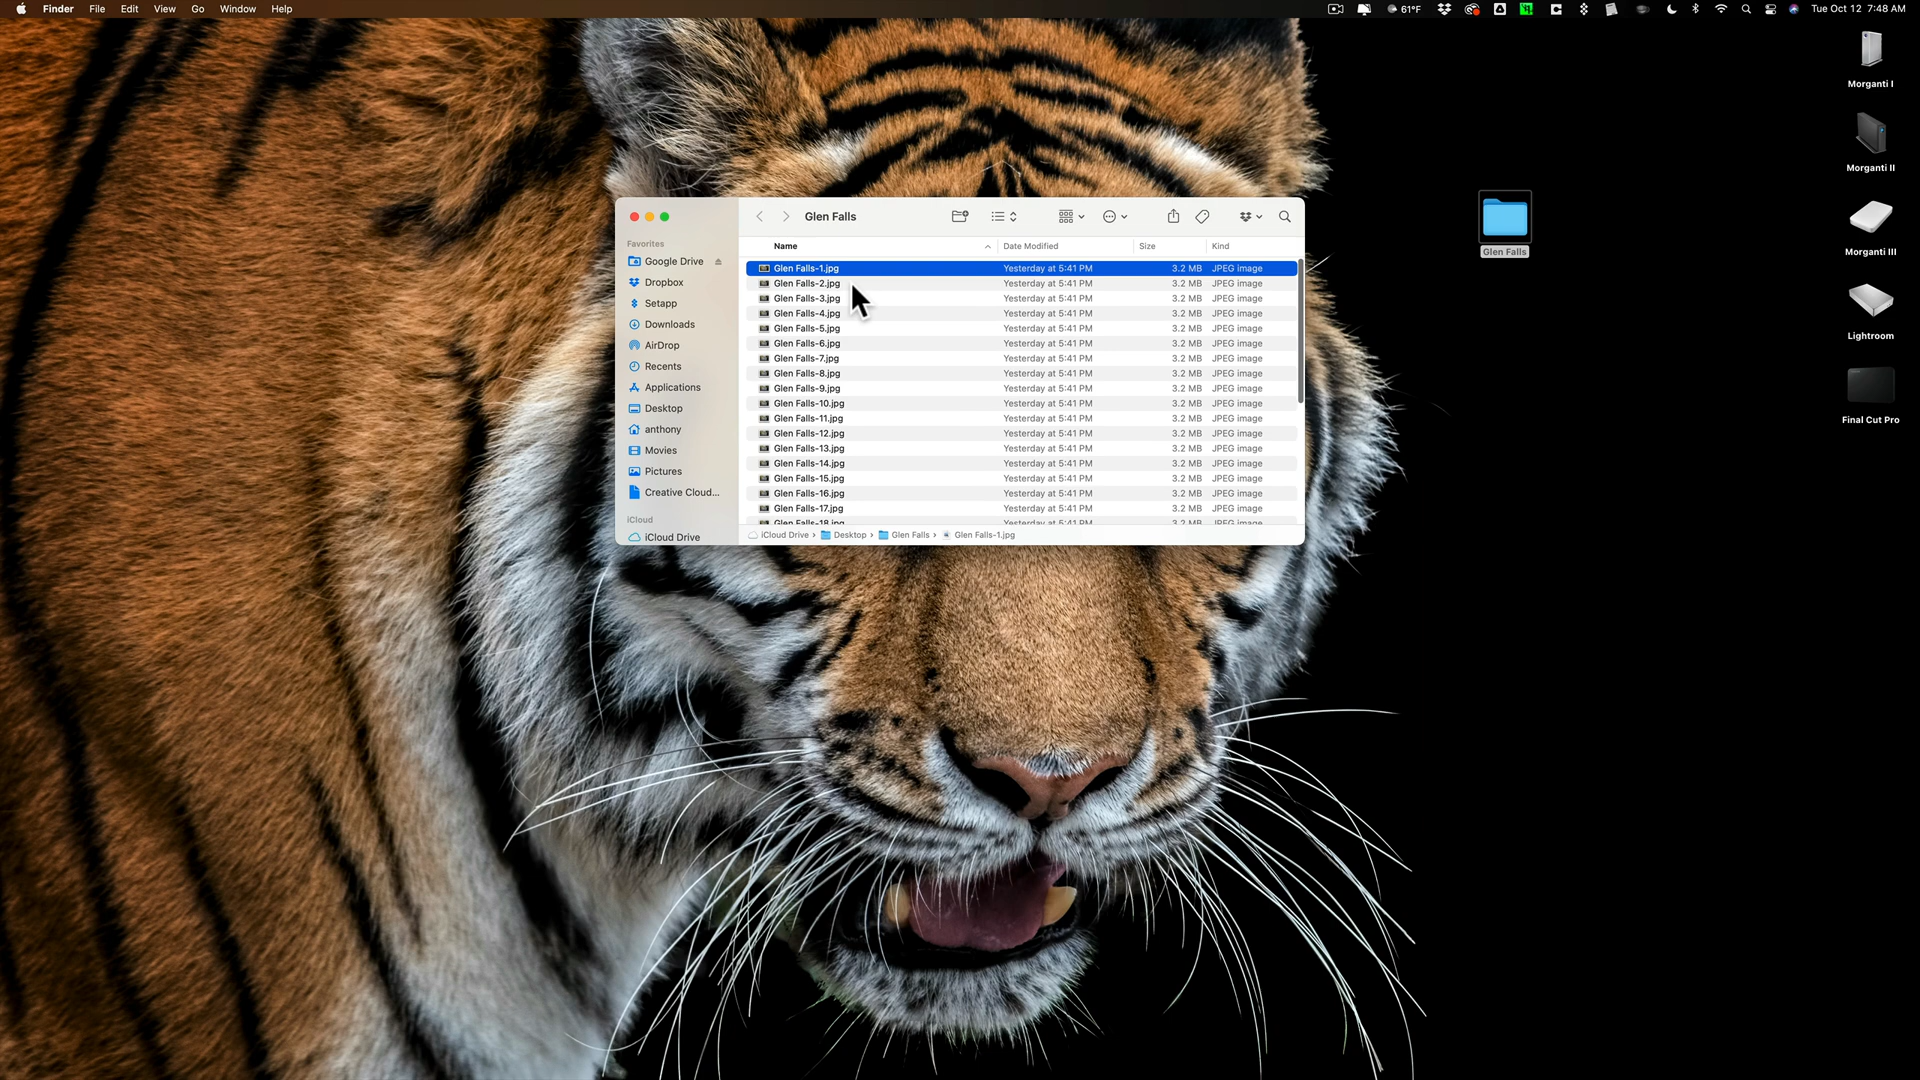 Finder File Edit View Go Window Help
61°F
Tue Oct 12 7:48 AM
Morganti I
Morganti II
Morganti III
Lightroom
Final Cut Pro
Glen Falls
Glen Falls
Favorites
Google Drive
Dropbox
Setapp
Downloads
AirDrop
Recents
Applications
Desktop
anthony
Movies
Pictures
Creative Cloud...
iCloud
iCloud Drive
Name Date Modified Size Kind
Glen Falls-1.jpg Yesterday at 5:41 PM 3.2 MB JPEG image
Glen Falls-2.jpg Yesterday at 5:41 PM 3.2 MB JPEG image
Glen Falls-3.jpg Yesterday at 5:41 PM 3.2 MB JPEG image
Glen Falls-4.jpg Yesterday at 5:41 PM 3.2 MB JPEG image
Glen Falls-5.jpg Yesterday at 5:41 PM 3.2 MB JPEG image
Glen Falls-6.jpg Yesterday at 5:41 PM 3.2 MB JPEG image
Glen Falls-7.jpg Yesterday at 5:41 PM 3.2 MB JPEG image
Glen Falls-8.jpg Yesterday at 5:41 PM 3.2 MB JPEG image
Glen Falls-9.jpg Yesterday at 5:41 PM 3.2 MB JPEG image
Glen Falls-10.jpg Yesterday at 5:41 PM 3.2 MB JPEG image
Glen Falls-11.jpg Yesterday at 5:41 PM 3.2 MB JPEG image
Glen Falls-12.jpg Yesterday at 5:41 PM 3.2 MB JPEG image
Glen Falls-13.jpg Yesterday at 5:41 PM 3.2 MB JPEG image
Glen Falls-14.jpg Yesterday at 5:41 PM 3.2 MB JPEG image
Glen Falls-15.jpg Yesterday at 5:41 PM 3.2 MB JPEG image
Glen Falls-16.jpg Yesterday at 5:41 PM 3.2 MB JPEG image
Glen Falls-17.jpg Yesterday at 5:41 PM 3.2 MB JPEG image
Glen Falls-18.jpg Yesterday at 5:41 PM 3.2 MB JPEG image
iCloud Drive › Desktop › Glen Falls › Glen Falls-1.jpg